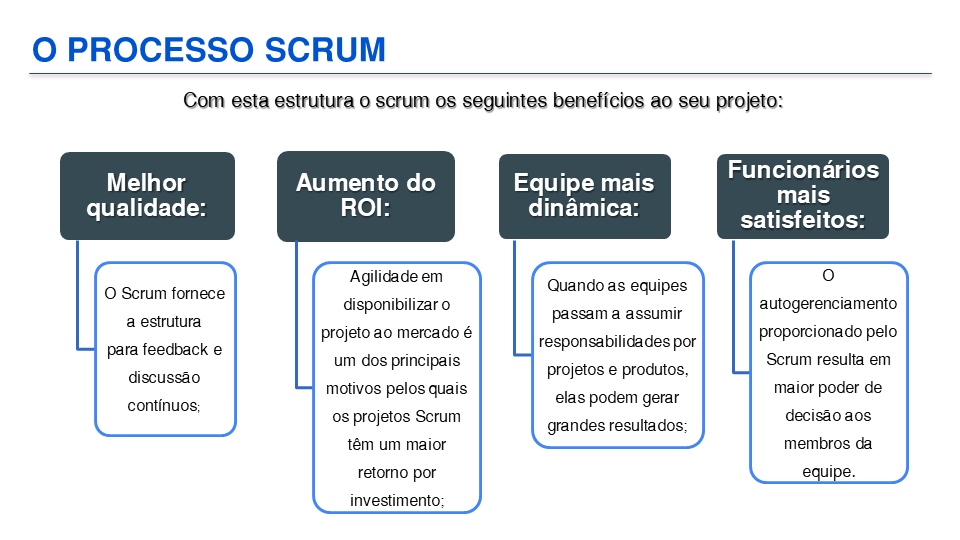 O PROCESSO SCRUM
Com esta estrutura o scrum os seguintes benefícios ao seu projeto:
Melhor
qualidade:
O Scrum fornece
a estrutura
para feedback e
discussão
contínuos;
Aumento do
ROI:
Agilidade em
disponibilizar o
projeto ao mercado é
um dos principais
motivos pelos quais
os projetos Scrum
têm um maior
retorno por
investimento;
Equipe mais
dinâmica:
Quando as equipes
passam a assumir
responsabilidades por
projetos e produtos,
elas podem gerar
grandes resultados;
Funcionários
mais
satisfeitos:
O
autogerenciamento
proporcionado pelo
Scrum resulta em
maior poder de
decisão aos
membros da
equipe.